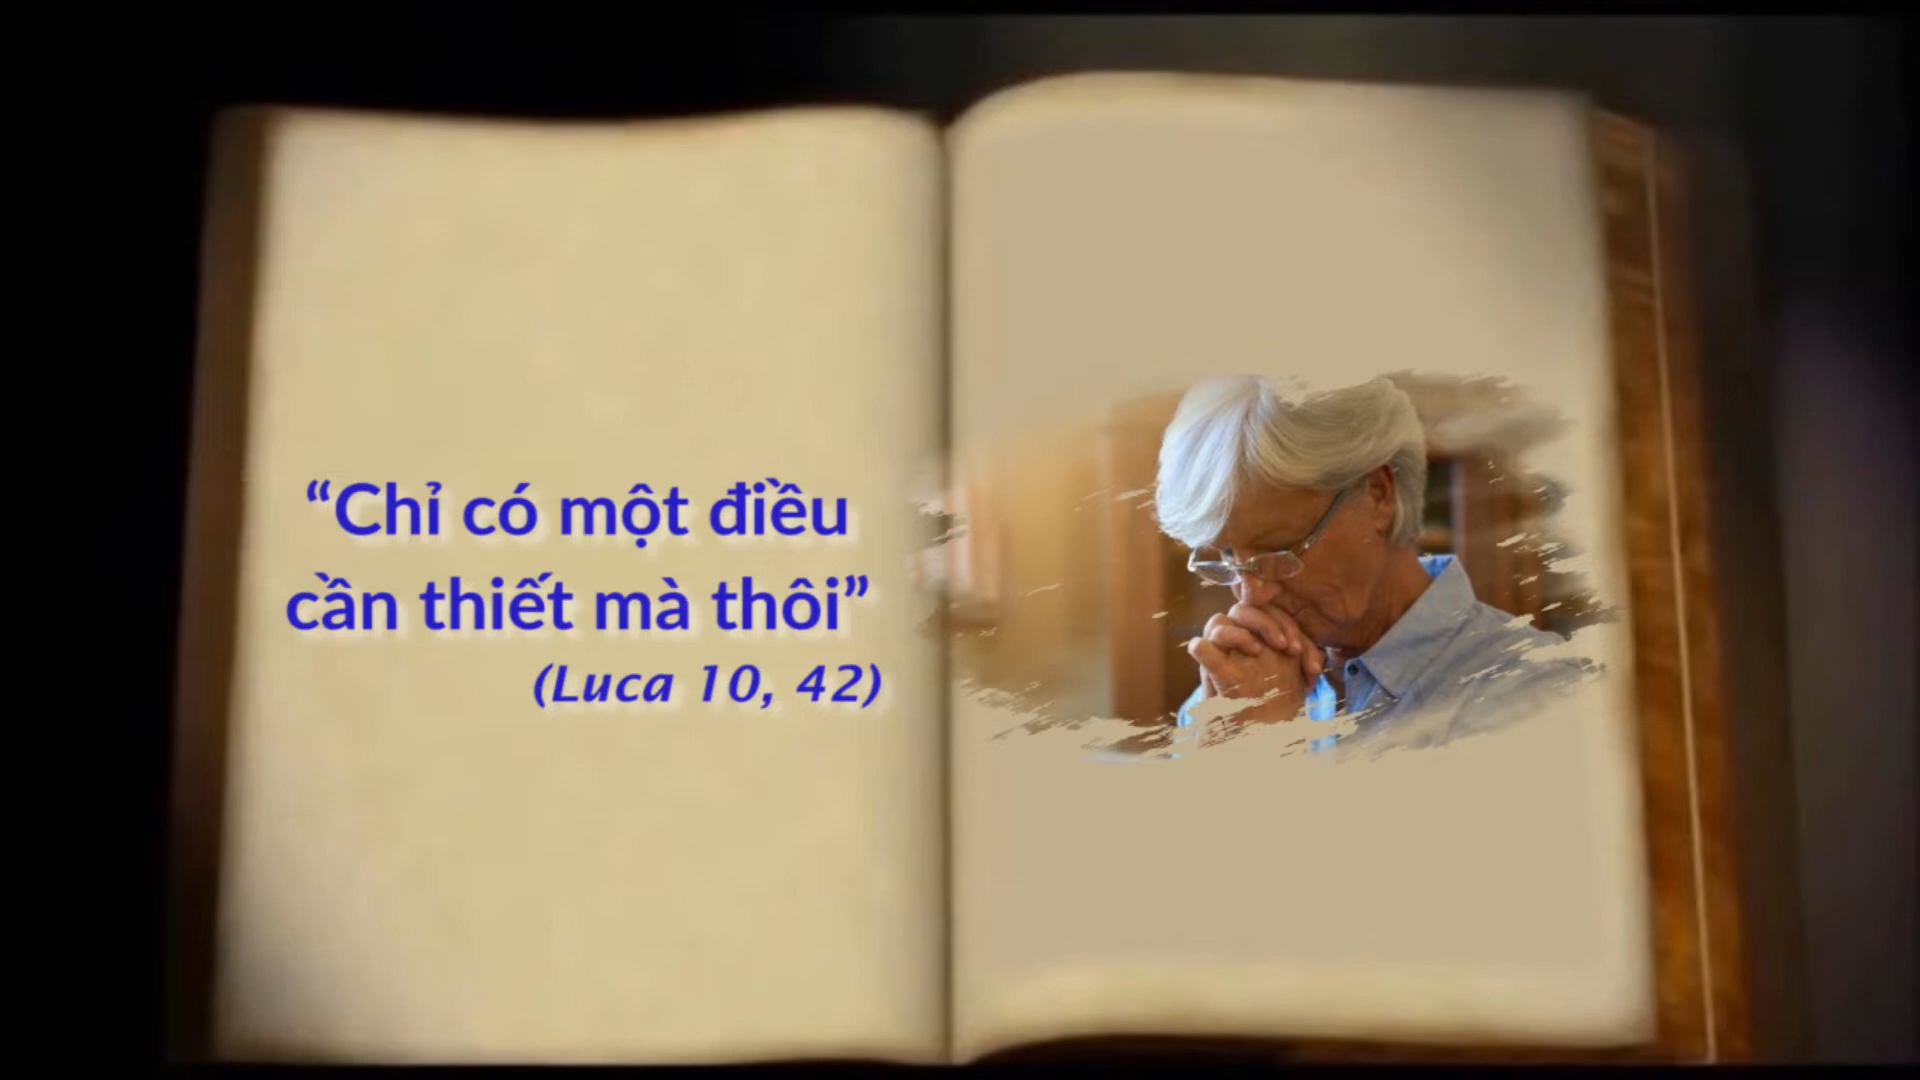 “Chỉ có một điều
cần thiết mà thôi”
(Luca 10, 42)